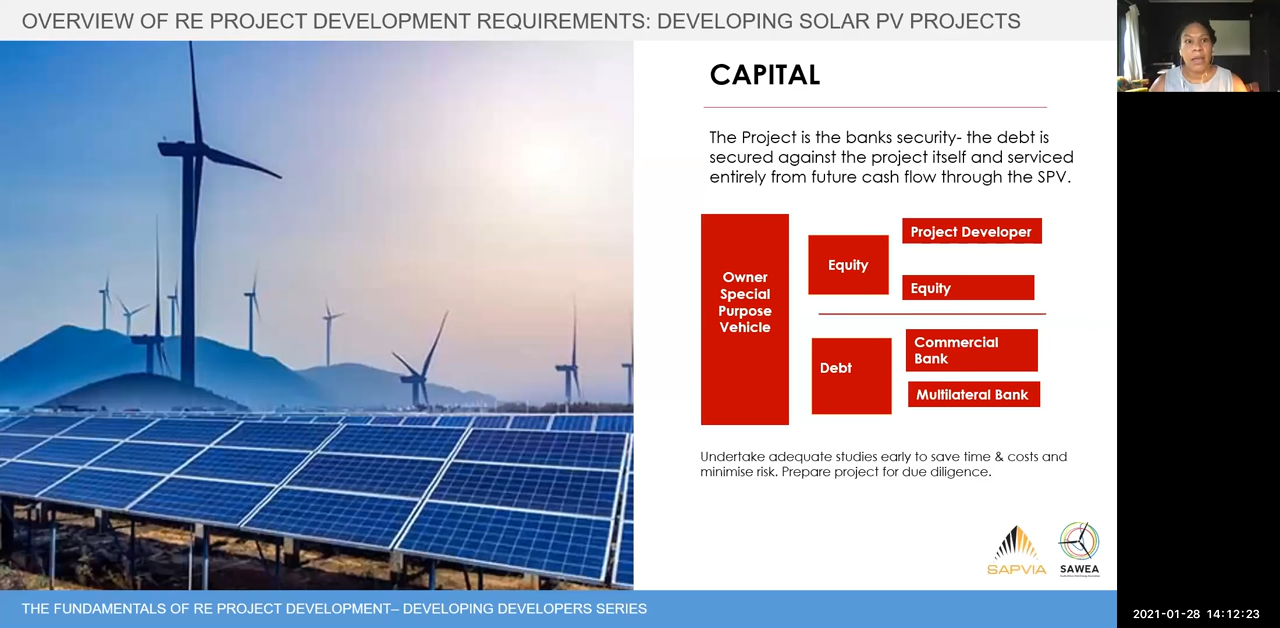 OVERVIEW OF RE PROJECT DEVELOPMENT REQUIREMENTS: DEVELOPING SOLAR PV PROJECTS
CAPITAL
The Project is the banks security- the debt is
secured against the project itself and serviced
entirely from future cash flow through the SPV.
Owner
Special
Purpose
Vehicle
Equity
Project Developer
Equity
Debt
Commercial
Bank
Multilateral Bank
Undertake adequate studies early to save time & costs and
minimise risk. Prepare project for due diligence.
SAPVIA
SAWEA
THE FUNDAMENTALS OF RE PROJECT DEVELOPMENT– DEVELOPING DEVELOPERS SERIES
2021-01-28 14:12:23